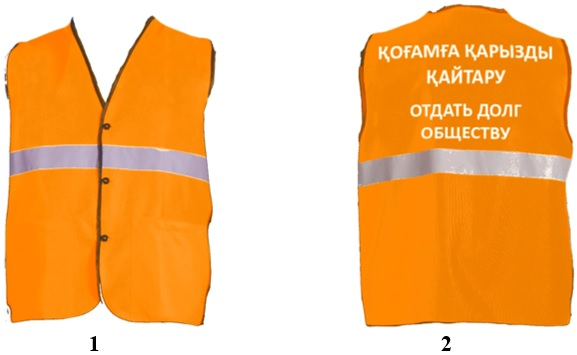 ҚОҒАМҒА ҚАРЫЗДЫ
ҚАЙТАРУ
ОТДАТЬ ДОЛГ
ОБЩЕСТВУ
1
2